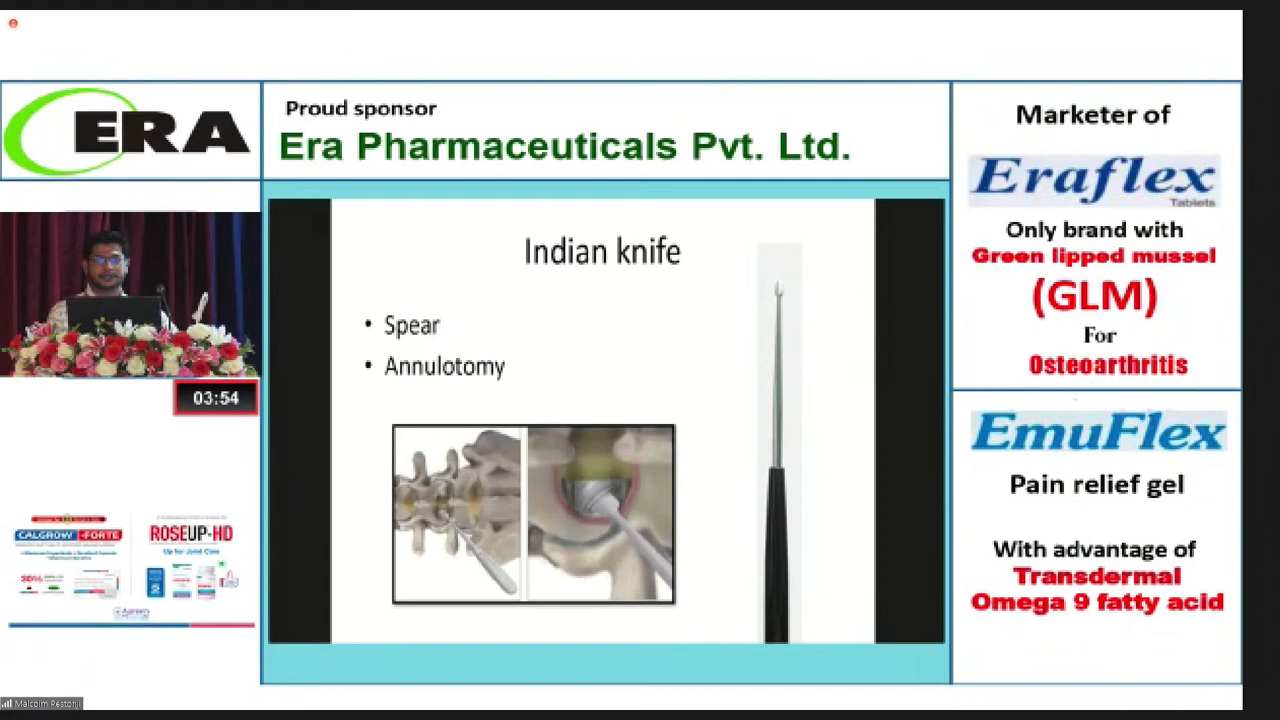 ERA
Proud sponsor
Era Pharmaceuticals Pvt. Ltd.
Marketer of
Eraflex
Tablets
Only brand with
Green lipped mussel
(GLM)
For
Osteoarthritis
EmuFlex
Pain relief gel
With advantage of
Transdermal
Omega 9 fatty acid
Indian knife
• Spear
• Annulotomy
03:54
CALGROW-FORTE
ROSEUP-HD
Up for Joint Care
30%
Malcolm Pestonji